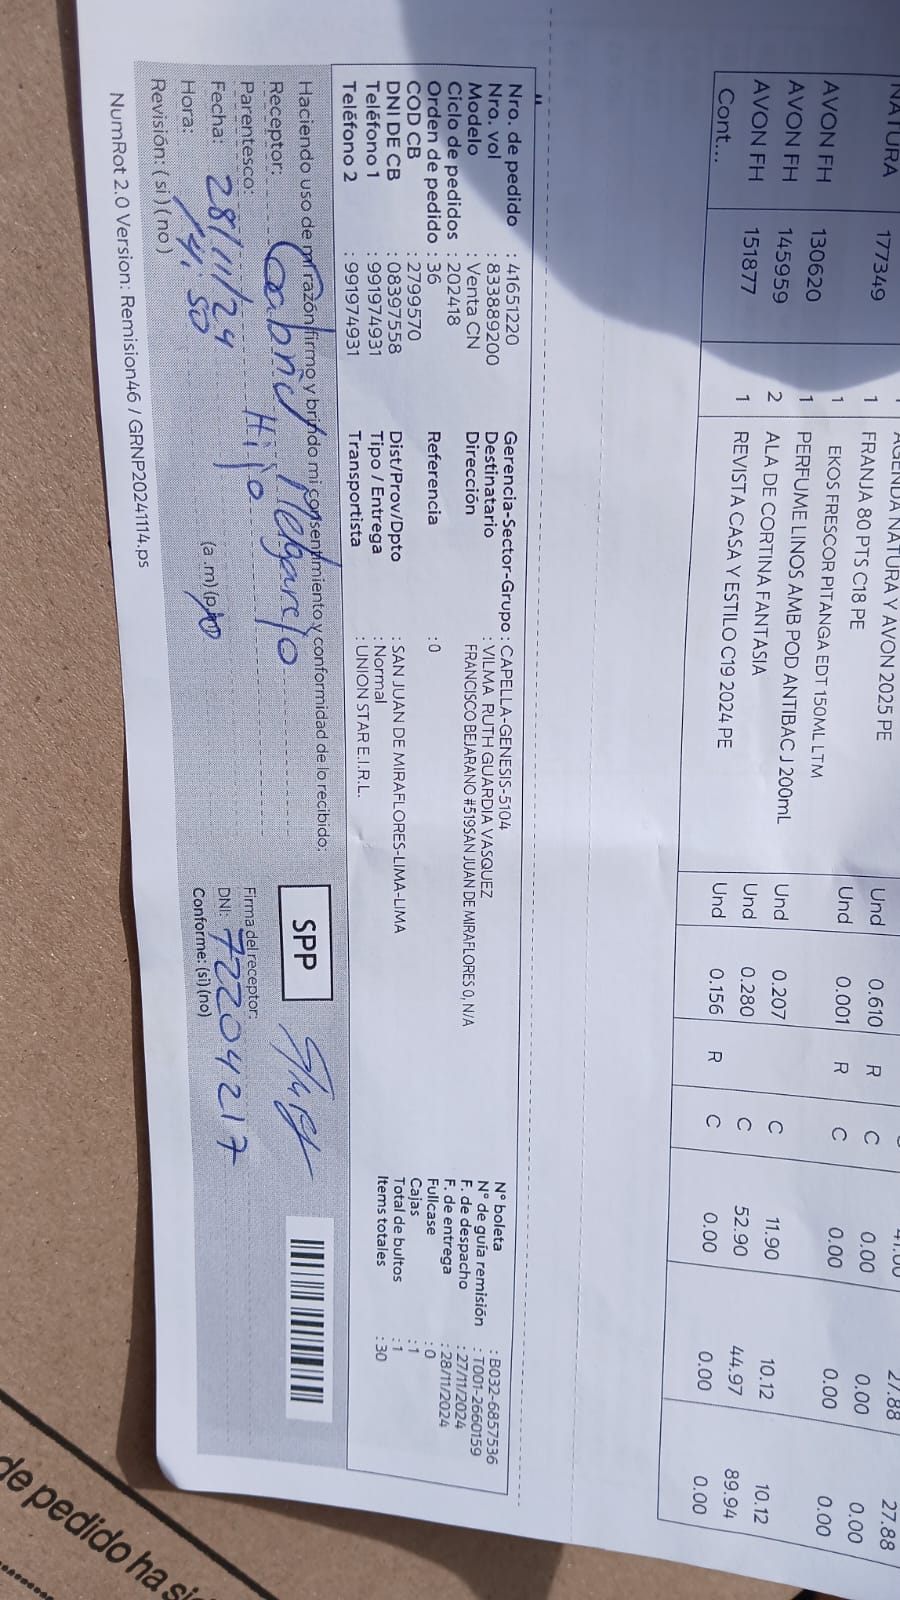 NATURA 177349 1 AGENDA NATURA Y AVON 2025 PE Und 0.610 R C 41.00 27.88 27.88
1 FRANJA 80 PTS C18 PE Und 0.001 R C 0.00 0.00 0.00
1 EKOS FRESCOR PITANGA EDT 150ML LTM 0.00 0.00 0.00
AVON FH 130620 1 PERFUME LINOS AMB POD ANTIBAC J 200mL Und 0.207 C 11.90 10.12 10.12
AVON FH 145959 2 ALA DE CORTINA FANTASIA Und 0.280 C 52.90 44.97 89.94
AVON FH 151877 1 REVISTA CASA Y ESTILO C19 2024 PE Und 0.156 R C 0.00 0.00 0.00
Cont...
Nro. de pedido : 41651220
Nro. vol : 833889200
Modelo : Venta CN
Ciclo de pedidos : 202418
Orden de pedido : 36
COD CB : 2799570
DNI DE CB : 08397558
Teléfono 1 : 991974931
Teléfono 2 : 991974931
Gerencia-Sector-Grupo : CAPELLA-GENESIS-5104
Destinatario : VILMA RUTH GUARDIA VASQUEZ
Dirección FRANCISCO BEJARANO #519SAN JUAN DE MIRAFLORES 0, N/A
Referencia : 0
Dist/Prov/Dpto : SAN JUAN DE MIRAFLORES-LIMA-LIMA
Tipo / Entrega : Normal
Transportista : UNION STAR E.I.R.L.
N° boleta : B032-6857536
N° de guía remisión : T001-2660159
F. de despacho : 27/11/2024
F. de entrega : 28/11/2024
Fullcase : 0
Cajas : 1
Total de bultos : 1
Items totales : 30
Haciendo uso de mi razón firmo y brindo mi consentimiento y conformidad de lo recibido:
Receptor: Gabriel Melgarejo
Parentesco: Hijo
Fecha: 28/11/24
Hora: 14:50 (a .m) (p.m)
Revisión: ( si ) ( no )
SPP
Firma del receptor:
DNI: 72204217
Conforme: (si) (no)
NumRot 2.0 Version: Remision46 / GRNP20241114.ps
de pedido ha